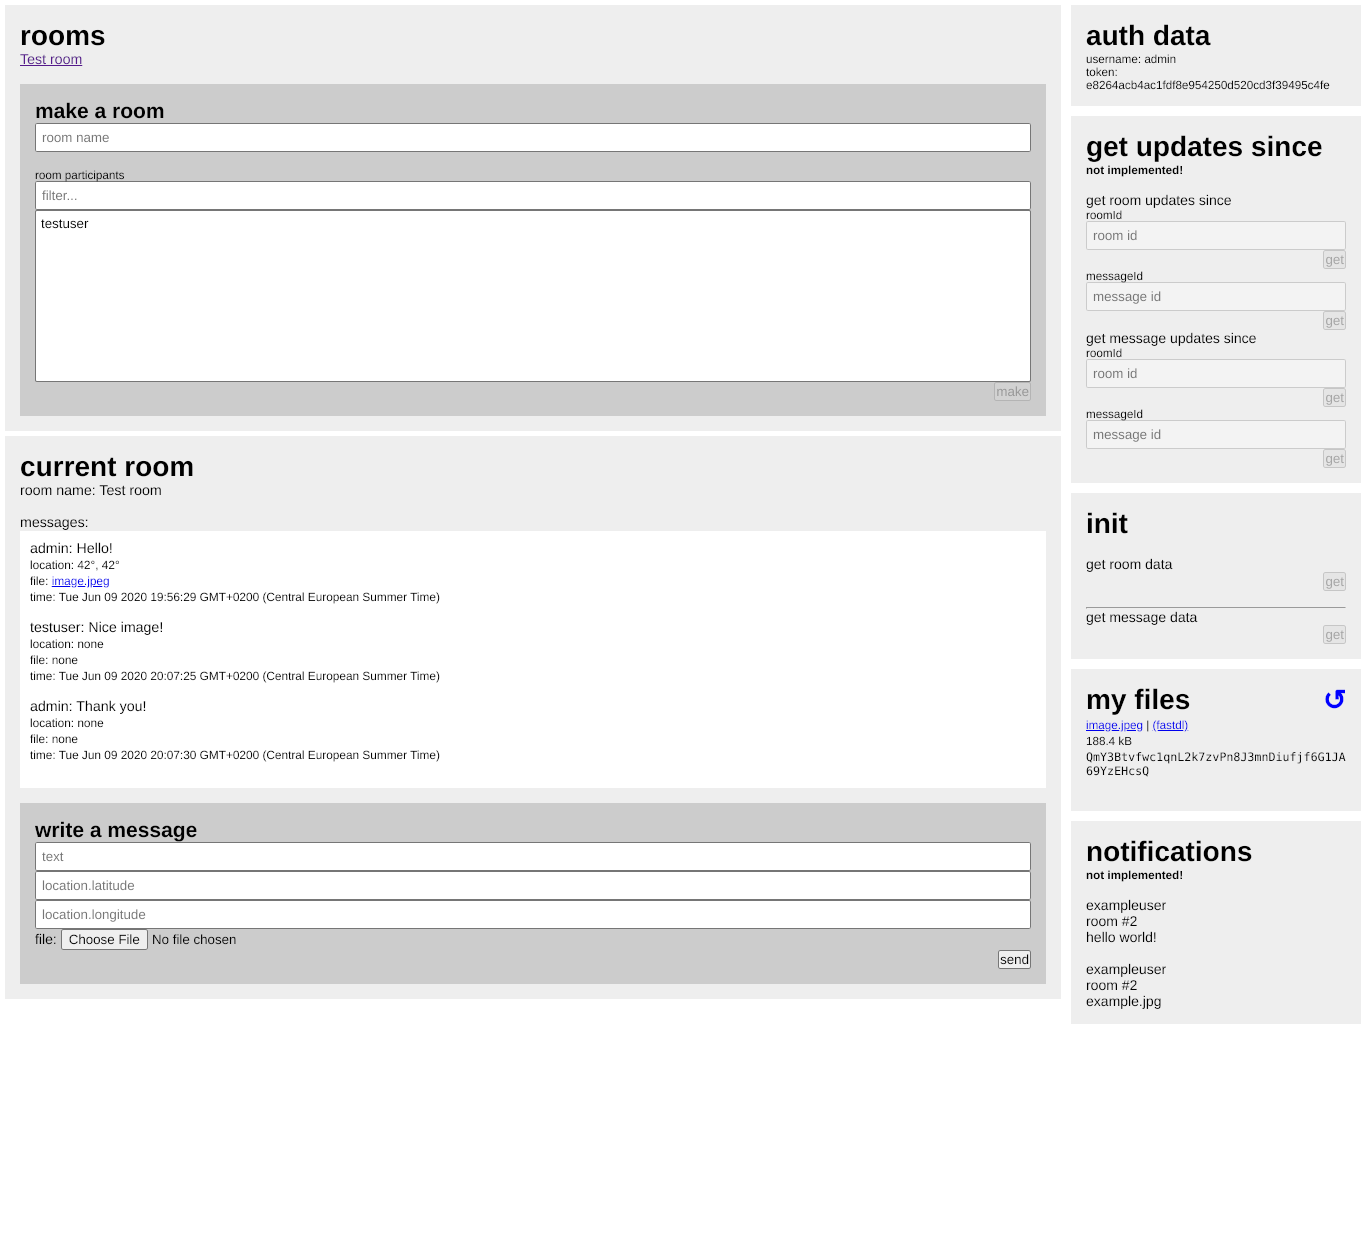 rooms
Test room
make a room
room name
room participants
filter...
testuser
make
current room
room name: Test room
messages:
admin: Hello!
location: 42°, 42°
file: image.jpeg
time: Tue Jun 09 2020 19:56:29 GMT+0200 (Central European Summer Time)
testuser: Nice image!
location: none
file: none
time: Tue Jun 09 2020 20:07:25 GMT+0200 (Central European Summer Time)
admin: Thank you!
location: none
file: none
time: Tue Jun 09 2020 20:07:30 GMT+0200 (Central European Summer Time)
write a message
text
location.latitude
location.longitude
file: Choose File No file chosen
send
auth data
username: admin
token:
e8264acb4ac1fdf8e954250d520cd3f39495c4fe
get updates since
not implemented!
get room updates since
roomId
room id
get
messageId
message id
get
get message updates since
roomId
room id
get
messageId
message id
get
init
get room data
get
get message data
get
my files ↺
image.jpeg | (fastdl)
188.4 kB
QmY3Btvfwc1qnL2k7zvPn8J3mnDiufjf6G1JA
69YzEHcsQ
notifications
not implemented!
exampleuser
room #2
hello world!
exampleuser
room #2
example.jpg